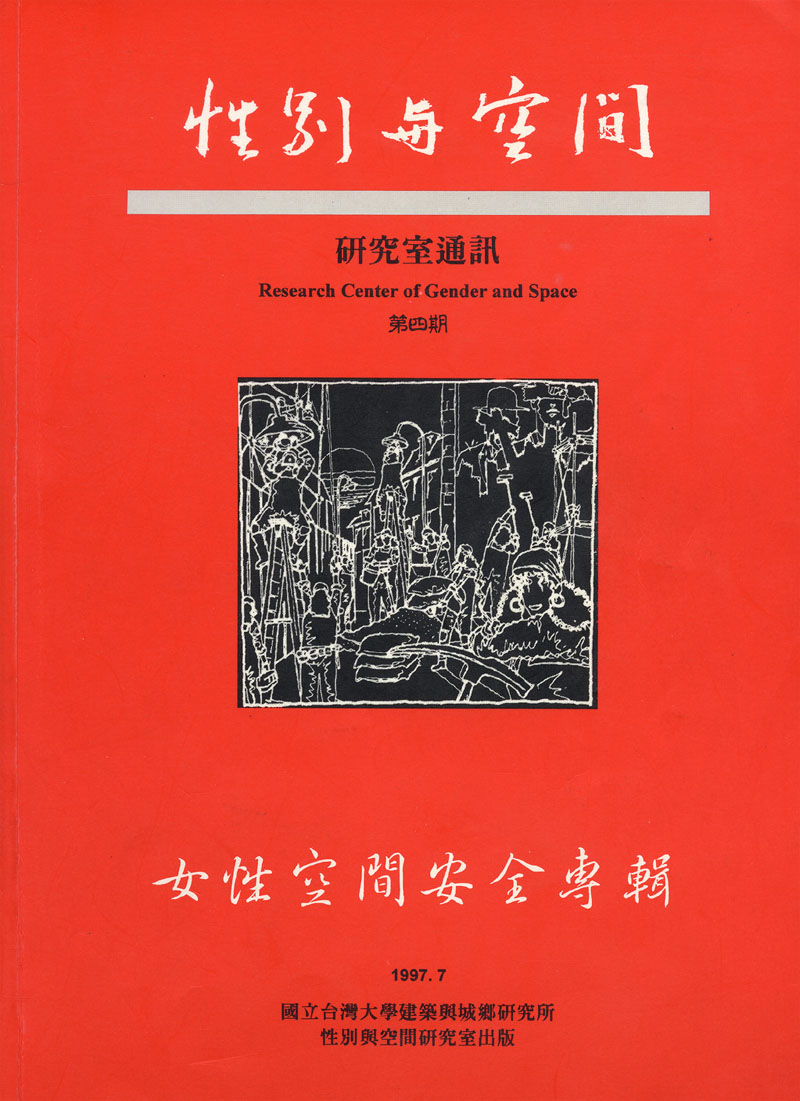 性別与空间
研究室通訊
Research Center of Gender and Space
第四期
女性空間安全專輯
1997. 7
國立台灣大學建築與城鄉研究所
性別與空間研究室出版